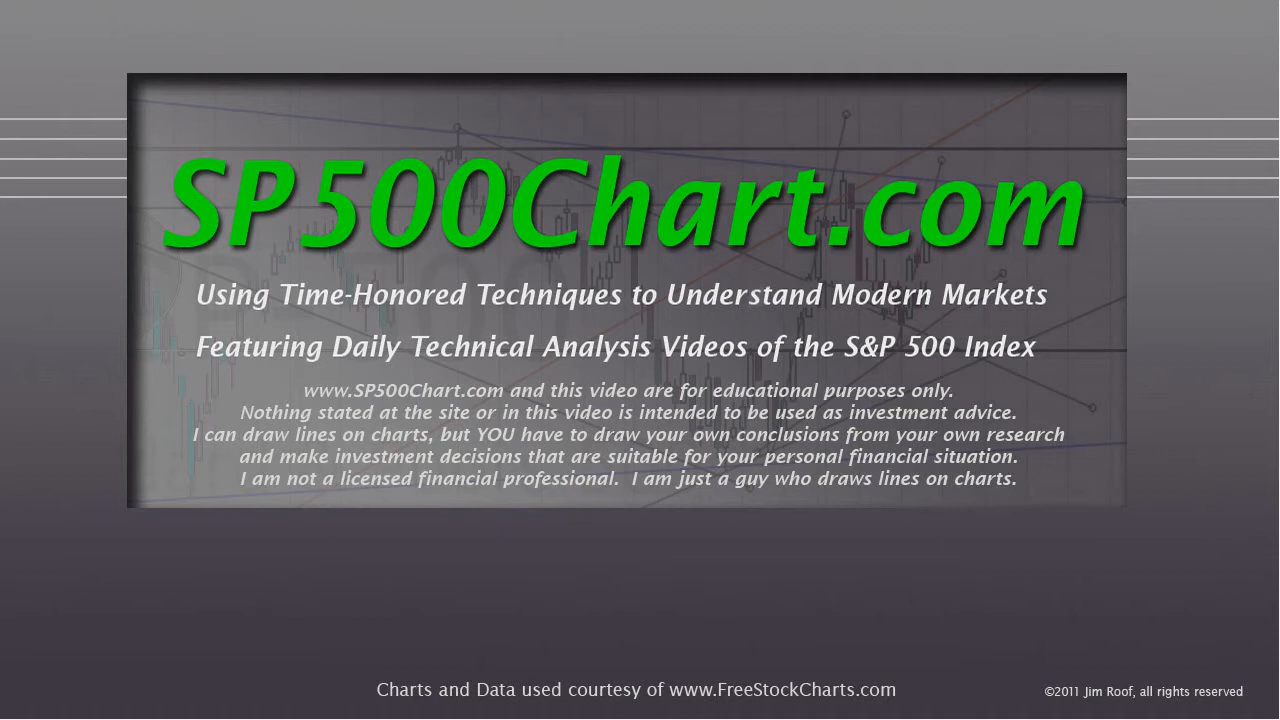 SP500Chart.com
Using Time-Honored Techniques to Understand Modern Markets
Featuring Daily Technical Analysis Videos of the S&P 500 Index
www.SP500Chart.com and this video are for educational purposes only.
Nothing stated at the site or in this video is intended to be used as investment advice.
I can draw lines on charts, but YOU have to draw your own conclusions from your own research
and make investment decisions that are suitable for your personal financial situation.
I am not a licensed financial professional.  I am just a guy who draws lines on charts.
Charts and Data used courtesy of www.FreeStockCharts.com
©2011 Jim Roof, all rights reserved